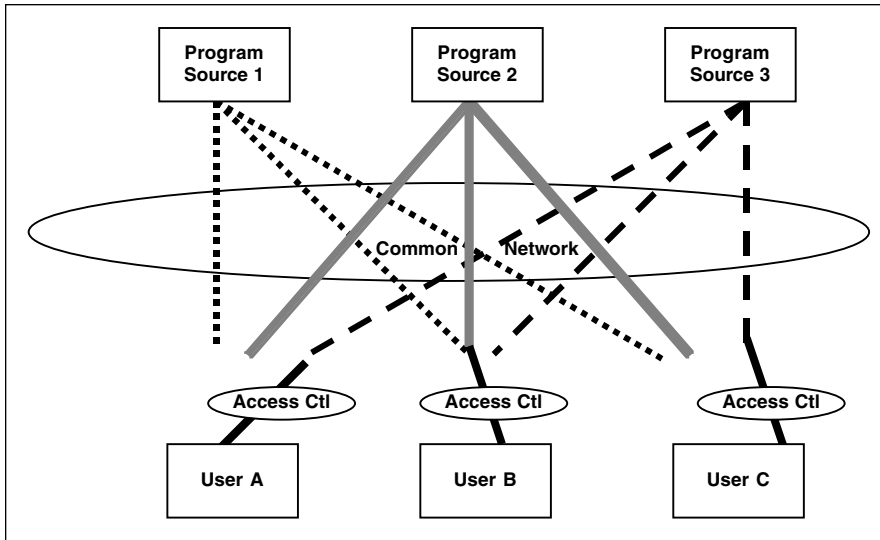 Program
Source 1
Program
Source 2
Program
Source 3
Common Network
Access Ctl
Access Ctl
Access Ctl
User A
User B
User C